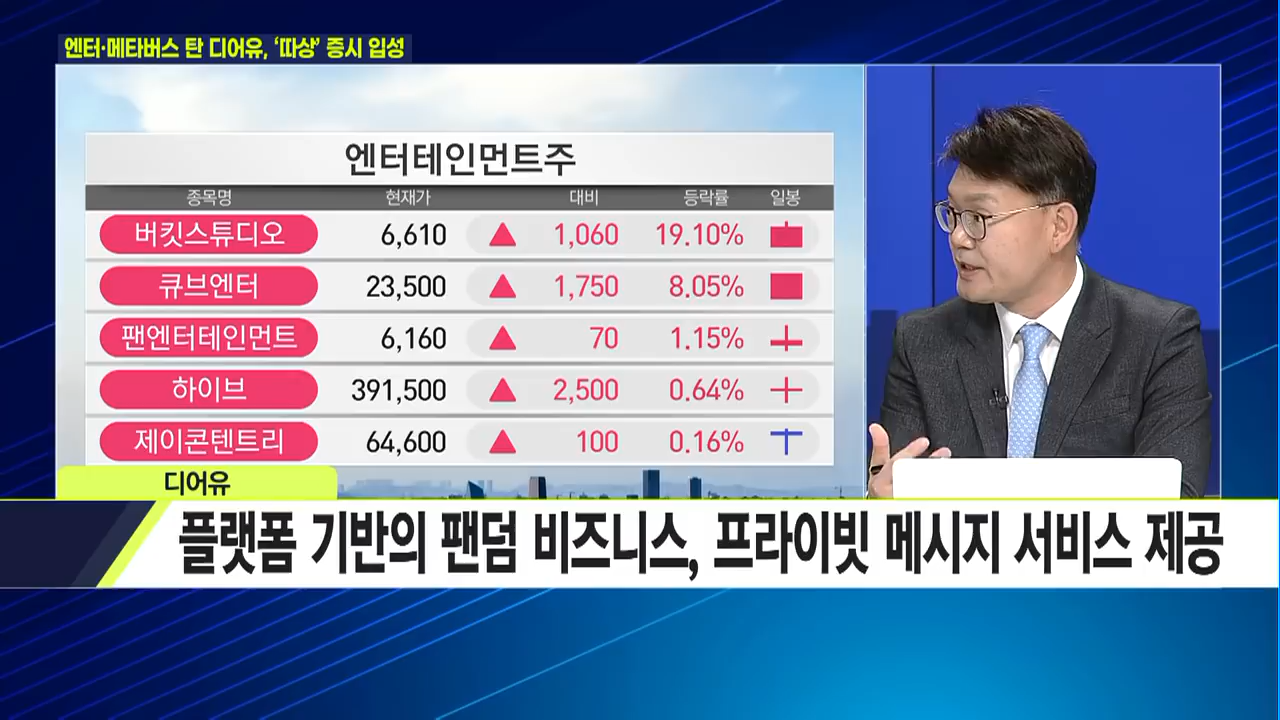 엔터·메타버스 탄 디어유, ‘따상’ 증시 입성
엔터테인먼트주
종목명 현재가 대비 등락률 일봉
버킷스튜디오 6,610 ▲ 1,060 19.10%
큐브엔터 23,500 ▲ 1,750 8.05%
팬엔터테인먼트 6,160 ▲ 70 1.15%
하이브 391,500 ▲ 2,500 0.64%
제이콘텐트리 64,600 ▲ 100 0.16%
디어유
플랫폼 기반의 팬덤 비즈니스, 프라이빗 메시지 서비스 제공